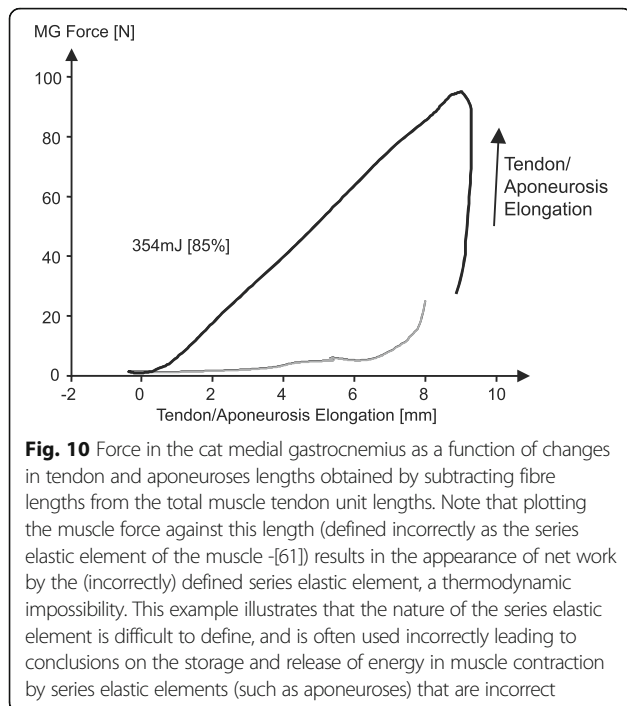 MG Force [N]
100
80
60
40
20
0
354mJ [85%]
Tendon/
Aponeurosis
Elongation
-2 0 2 4 6 8 10
Tendon/Aponeurosis Elongation [mm]
Fig. 10 Force in the cat medial gastrocnemius as a function of changes
in tendon and aponeuroses lengths obtained by subtracting fibre
lengths from the total muscle tendon unit lengths. Note that plotting
the muscle force against this length (defined incorrectly as the series
elastic element of the muscle -[61]) results in the appearance of net work
by the (incorrectly) defined series elastic element, a thermodynamic
impossibility. This example illustrates that the nature of the series elastic
element is difficult to define, and is often used incorrectly leading to
conclusions on the storage and release of energy in muscle contraction
by series elastic elements (such as aponeuroses) that are incorrect